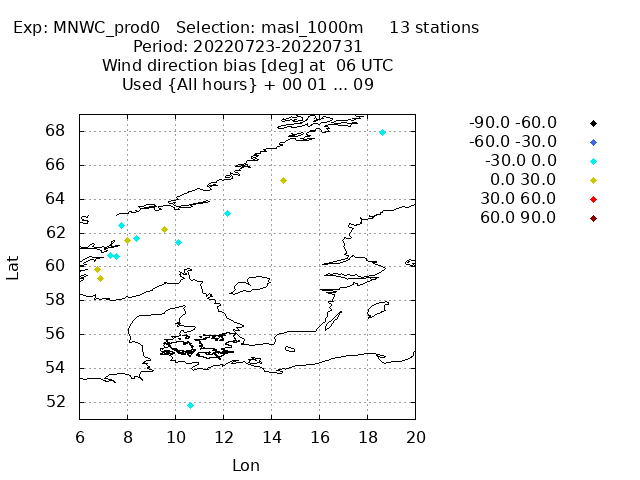 Exp: MNWC_prod0   Selection: masl_1000m     13 stations
Period: 20220723-20220731
Wind direction bias [deg] at  06 UTC
Used {All hours} + 00 01 ... 09
-90.0 -60.0
-60.0 -30.0
-30.0 0.0
0.0 30.0
30.0 60.0
60.0 90.0
Lat
68
66
64
62
60
58
56
54
52
6 8 10 12 14 16 18 20
Lon